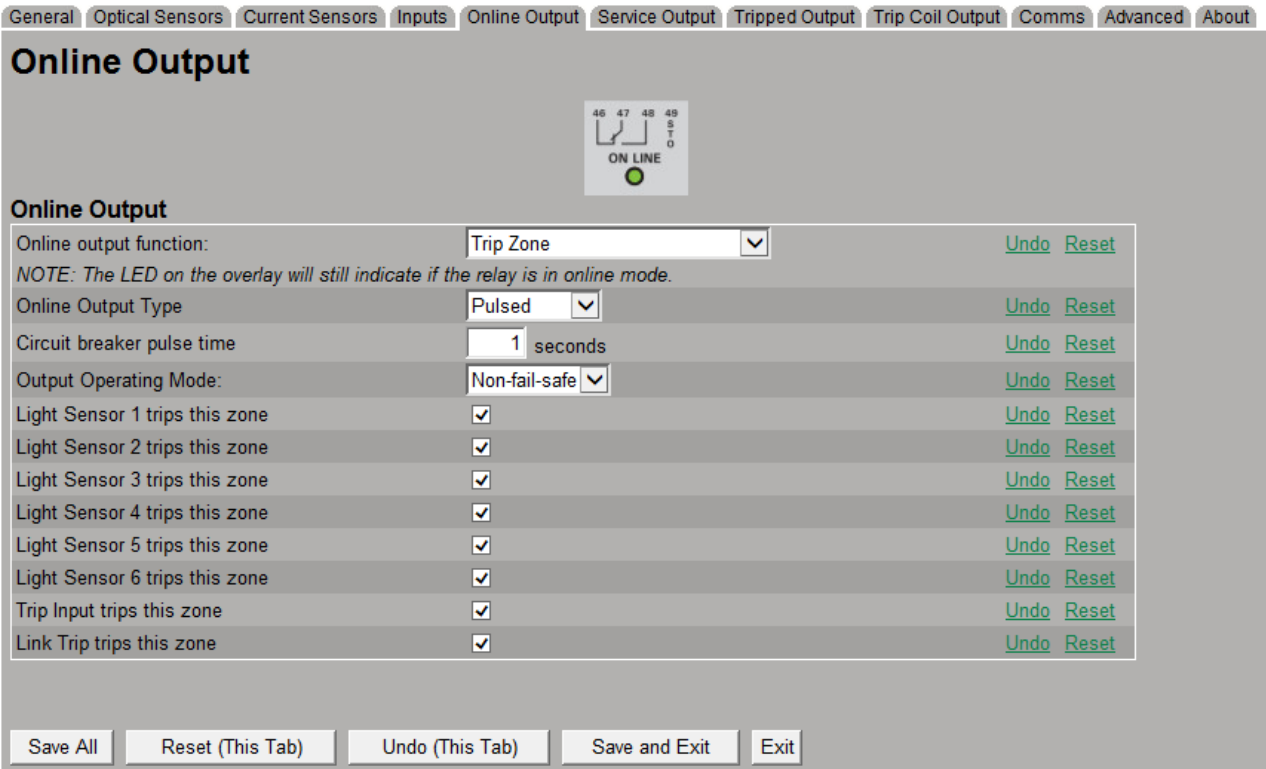 General Optical Sensors Current Sensors Inputs Online Output Service Output Tripped Output Trip Coil Output Comms Advanced About
Online Output
46 47 48 49
STO
ON LINE
Online Output
Online output function: Trip Zone Undo Reset
NOTE: The LED on the overlay will still indicate if the relay is in online mode.
Online Output Type Pulsed Undo Reset
Circuit breaker pulse time 1 seconds Undo Reset
Output Operating Mode: Non-fail-safe Undo Reset
Light Sensor 1 trips this zone Undo Reset
Light Sensor 2 trips this zone Undo Reset
Light Sensor 3 trips this zone Undo Reset
Light Sensor 4 trips this zone Undo Reset
Light Sensor 5 trips this zone Undo Reset
Light Sensor 6 trips this zone Undo Reset
Trip Input trips this zone Undo Reset
Link Trip trips this zone Undo Reset
Save All Reset (This Tab) Undo (This Tab) Save and Exit Exit